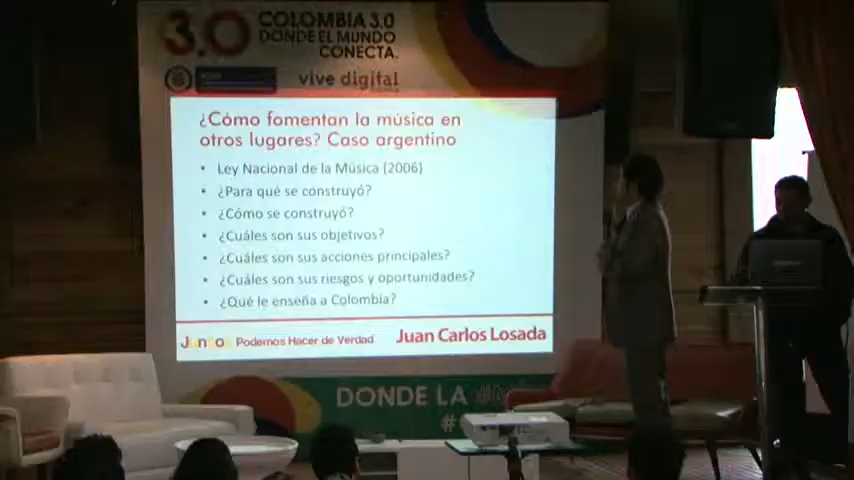 3.0
COLOMBIA 3.0
DONDE EL MUNDO
CONECTA.
vive digital
¿Cómo fomentan la música en
otros lugares? Caso argentino
• Ley Nacional de la Música (2006)
• ¿Para qué se construyó?
• ¿Cómo se construyó?
• ¿Cuáles son sus objetivos?
• ¿Cuáles son sus acciones principales?
• ¿Cuáles son sus riesgos y oportunidades?
• ¿Qué le enseña a Colombia?
Juntos Podemos Hacer de Verdad
Juan Carlos Losada
DONDE LA
#